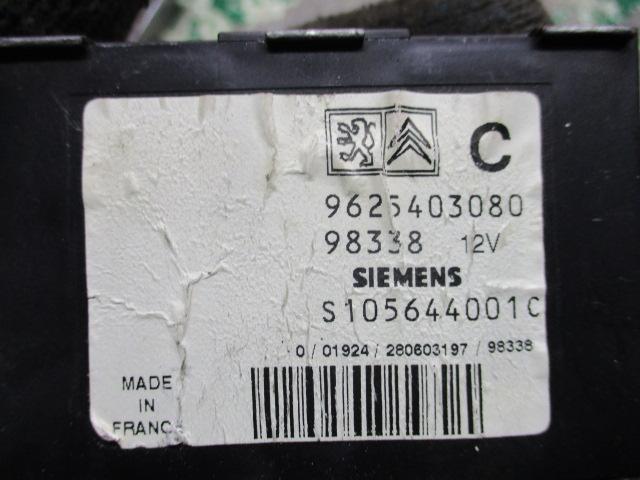 C
9625403080
98338 12V
SIEMENS
S105644001C
0/01924/280603197/98338
MADE
IN
FRANCE